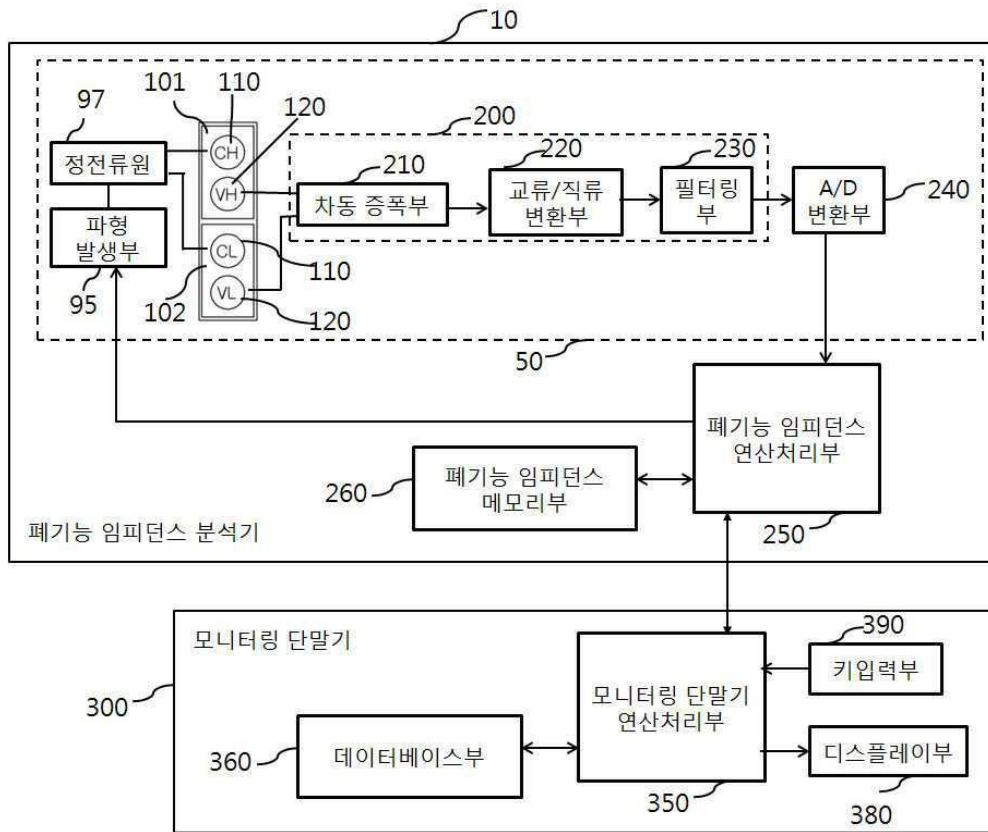 10
97
101
110
120
200
정전류원
CH
210
220
230
VH
차동 증폭부
교류/직류
변환부
필터링
부
A/D
변환부
240
파형
발생부
CL
110
95
102
VL
120
50
폐기능 임피던스
연산처리부
260
폐기능 임피던스
메모리부
폐기능 임피던스 분석기
250
모니터링 단말기
390
키입력부
300
모니터링 단말기
연산처리부
360
데이터베이스부
디스플레이부
350
380